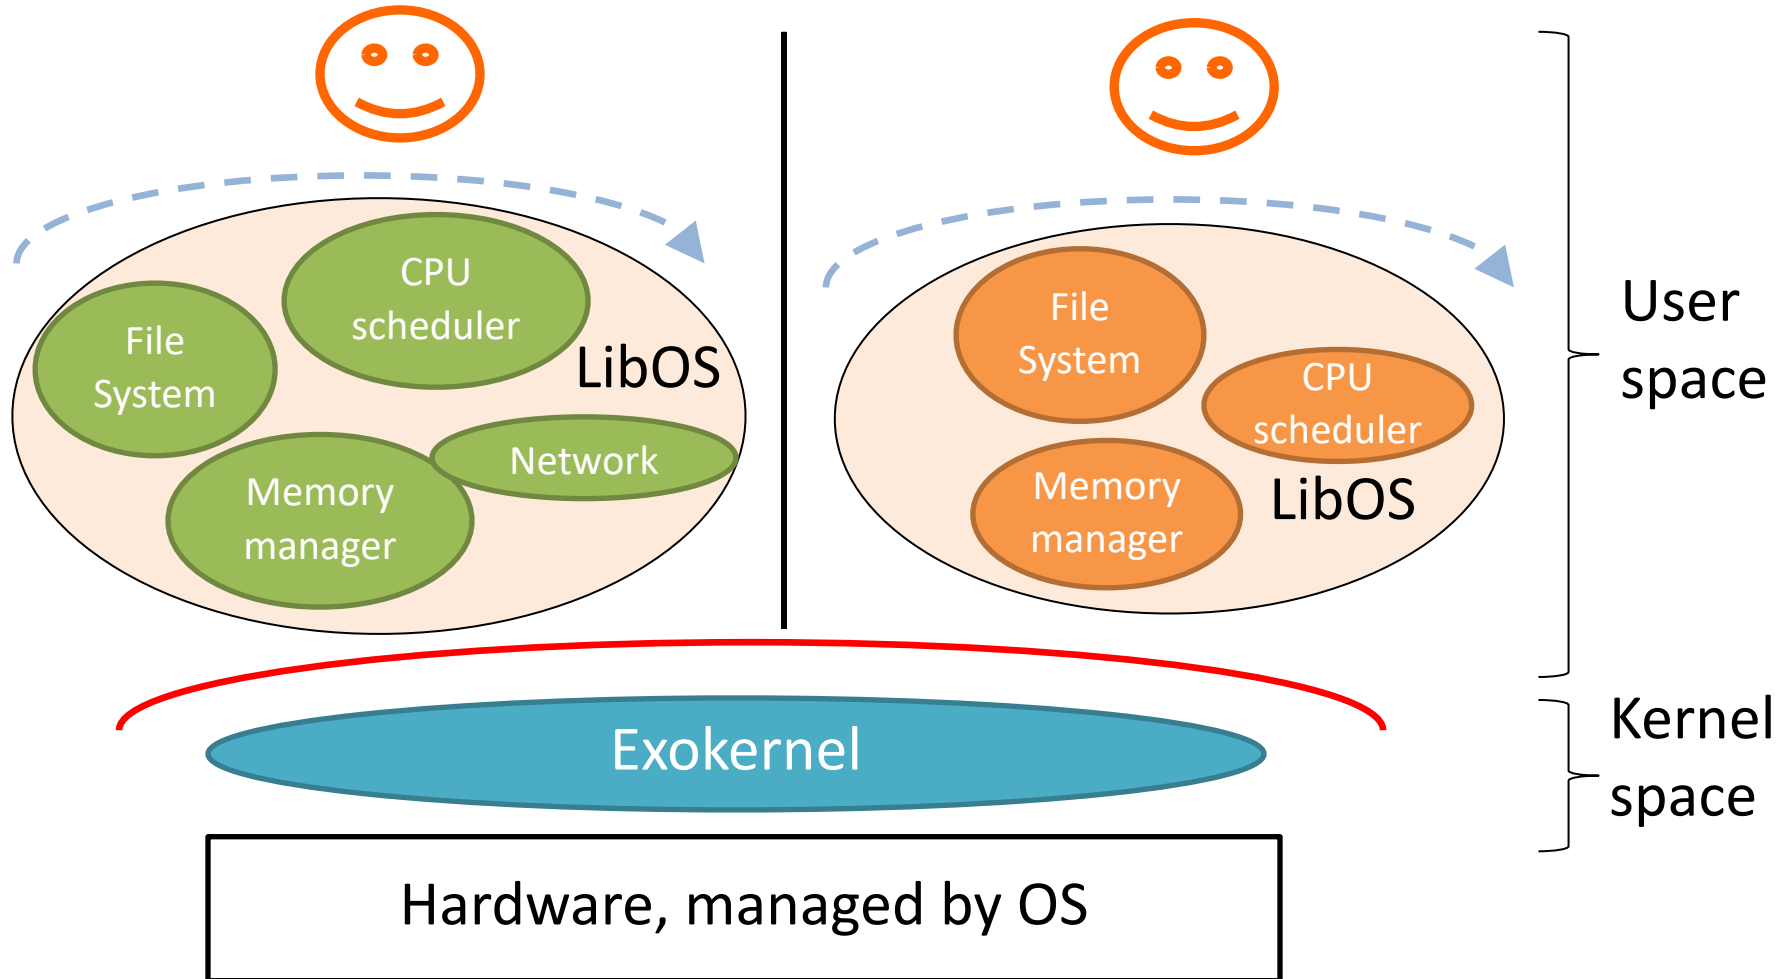 CPU
scheduler
File
System
LibOS
Network
Memory
manager
File
System
CPU
scheduler
Memory
manager
LibOS
User
space
Exokernel
Kernel
space
Hardware, managed by OS